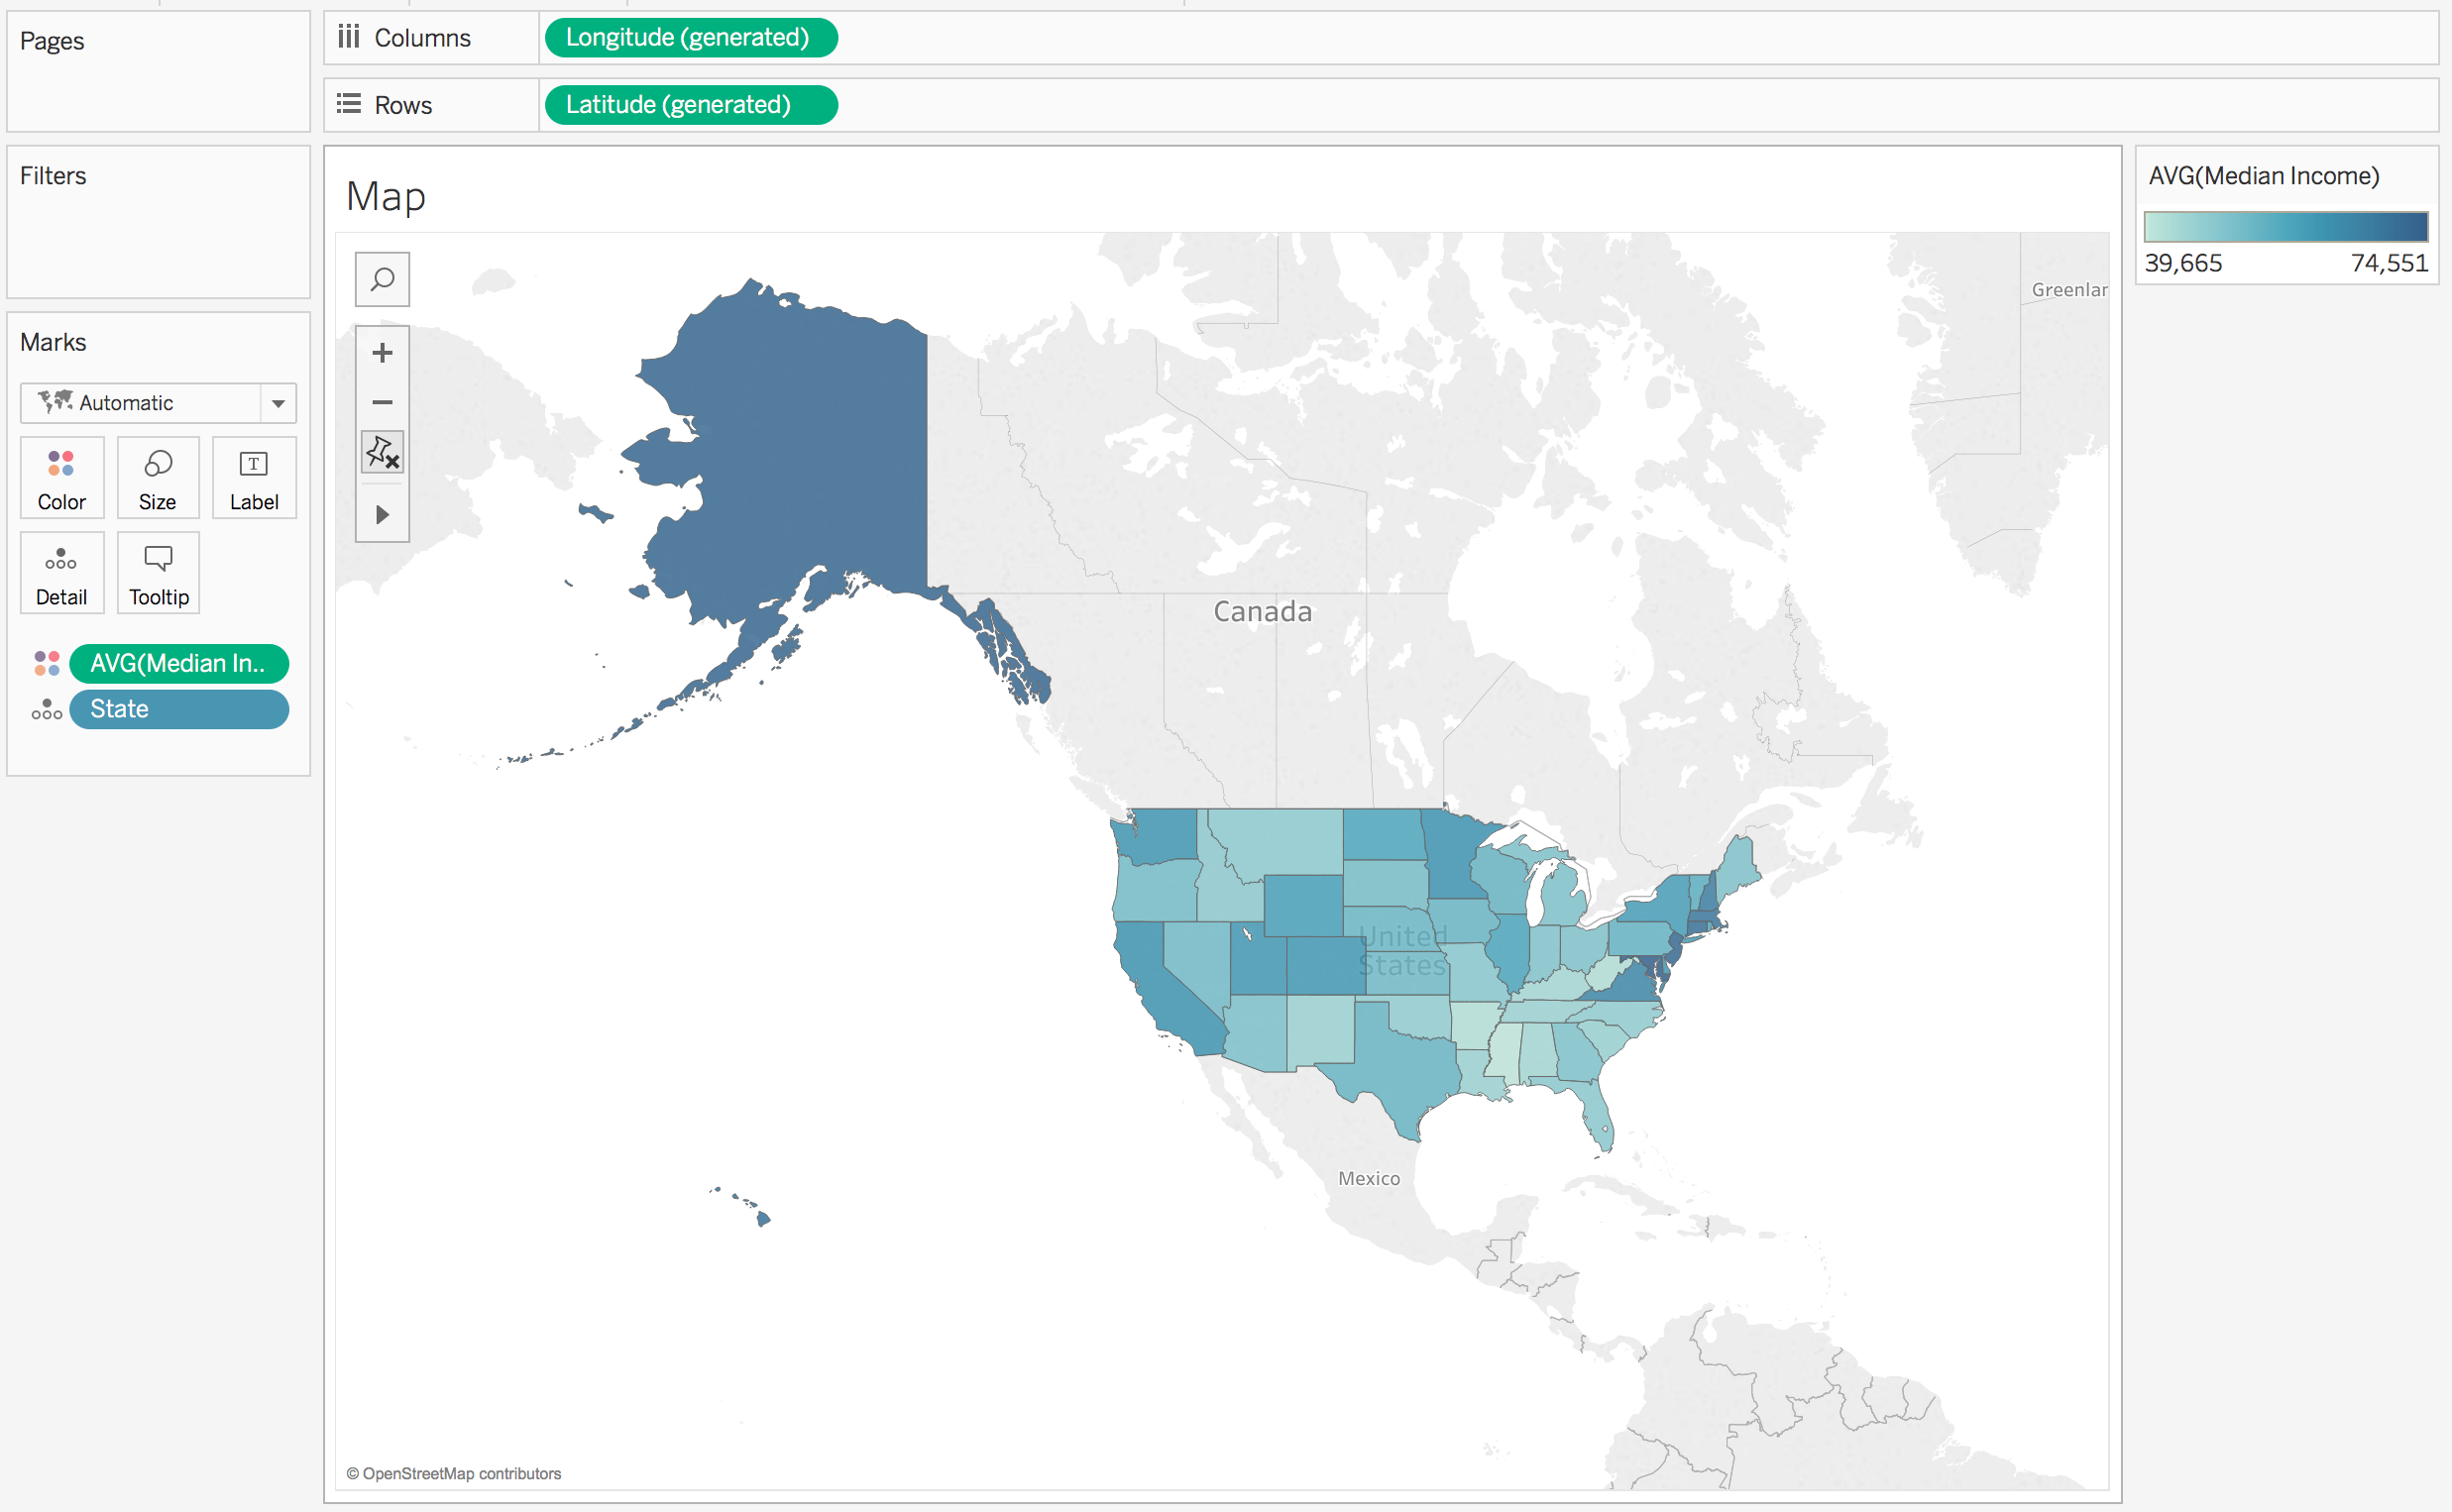 Pages
Columns
Longitude (generated)
Rows
Latitude (generated)
Filters
Map
AVG(Median Income)
39,665 74,551
Greenlar
Marks
Automatic
Color Size T Label
Detail Tooltip
AVG(Median In..
State
Canada
United
States
Mexico
© OpenStreetMap contributors